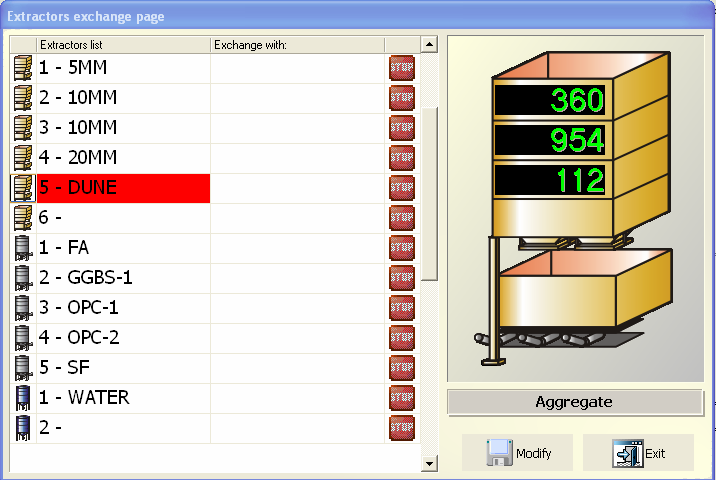 Extractors exchange page
Extractors list Exchange with:
1 - 5MM STOP
2 - 10MM STOP
3 - 10MM STOP
4 - 20MM STOP
5 - DUNE STOP
6 - STOP
1 - FA STOP
2 - GGBS-1 STOP
3 - OPC-1 STOP
4 - OPC-2 STOP
5 - SF STOP
1 - WATER STOP
2 - STOP
360
954
112
Aggregate
Modify Exit